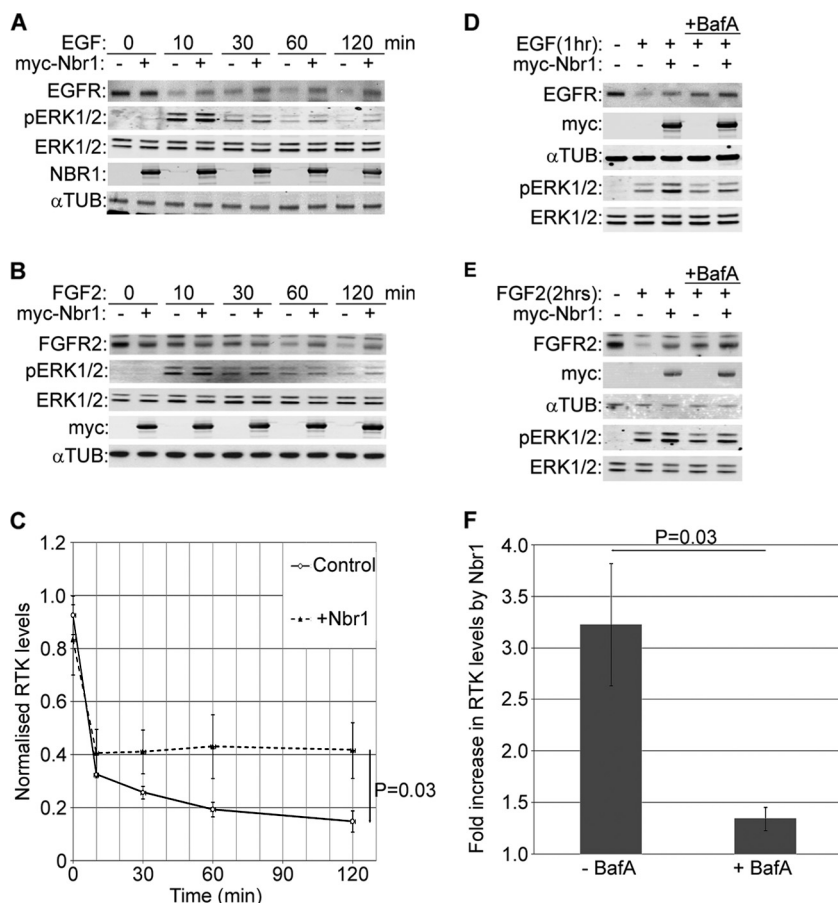 A
EGF: 0 10 30 60 120 min
myc-Nbr1: - + - + - + - + - +
EGFR:
pERK1/2:
ERK1/2:
NBR1:
αTUB:
B
FGF2: 0 10 30 60 120 min
myc-Nbr1: - + - + - + - + - +
FGFR2:
pERK1/2:
ERK1/2:
myc:
αTUB:
C
Normalised RTK levels
1.2
1.0
0.8
0.6
0.4
0.2
0
0 30 60 90 120
Time (min)
Control
+Nbr1
P=0.03
D
+BafA
EGF(1hr): - + + + +
myc-Nbr1: - - + - +
EGFR:
myc:
αTUB:
pERK1/2:
ERK1/2:
E
+BafA
FGF2(2hrs): - + + + +
myc-Nbr1: - - + - +
FGFR2:
myc:
αTUB:
pERK1/2:
ERK1/2:
F
Fold increase in RTK levels by Nbr1
P=0.03
4.0
3.5
3.0
2.5
2.0
1.5
1.0
- BafA + BafA